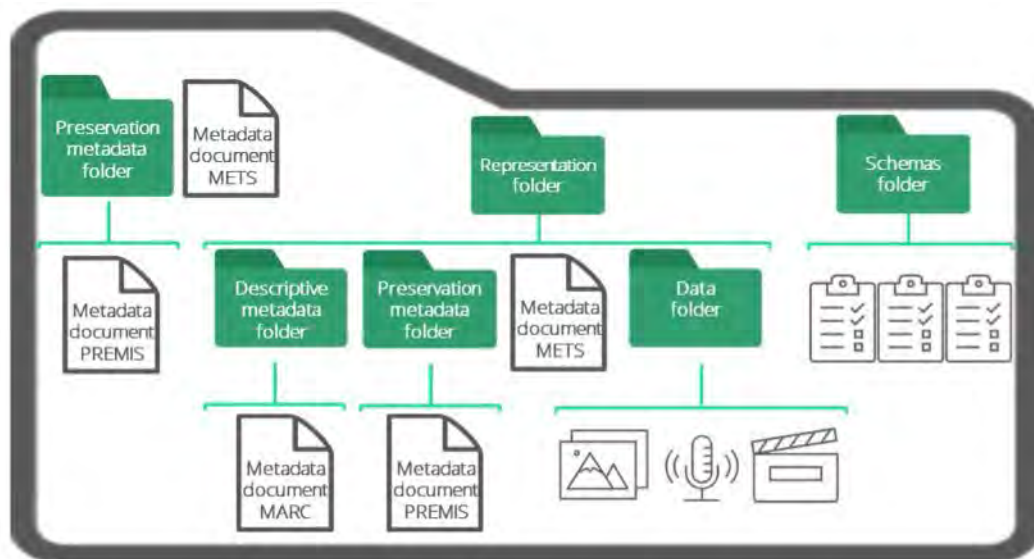 Preservation
metadata
folder
Metadata
document
METS
Representation
folder
Schemas
folder
Metadata
document
PREMIS
Descriptive
metadata
folder
Preservation
metadata
folder
Metadata
document
METS
Data
folder
Metadata
document
MARC
Metadata
document
PREMIS